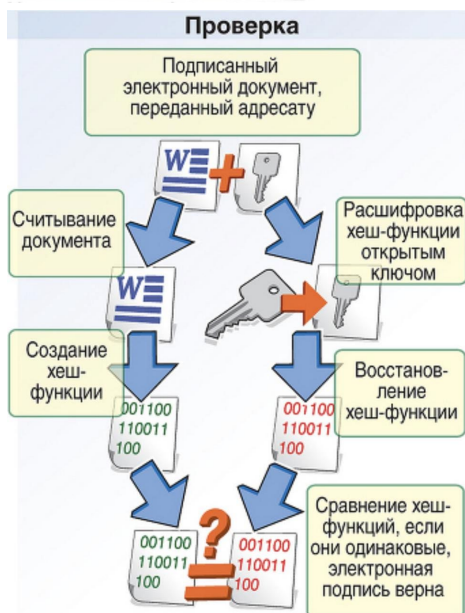 Проверка
Подписанный
электронный документ,
переданный адресату
W
Считывание
документа
Расшифровка
хеш-функции
открытым
ключом
W
Создание
хеш-
функции
Восстанов-
ление
хеш-функции
001100
110011
100
001100
110011
100
Сравнение хеш-
функций, если
они одинаковые,
электронная
подпись верна
?
001100
110011
100
=
001100
110011
100